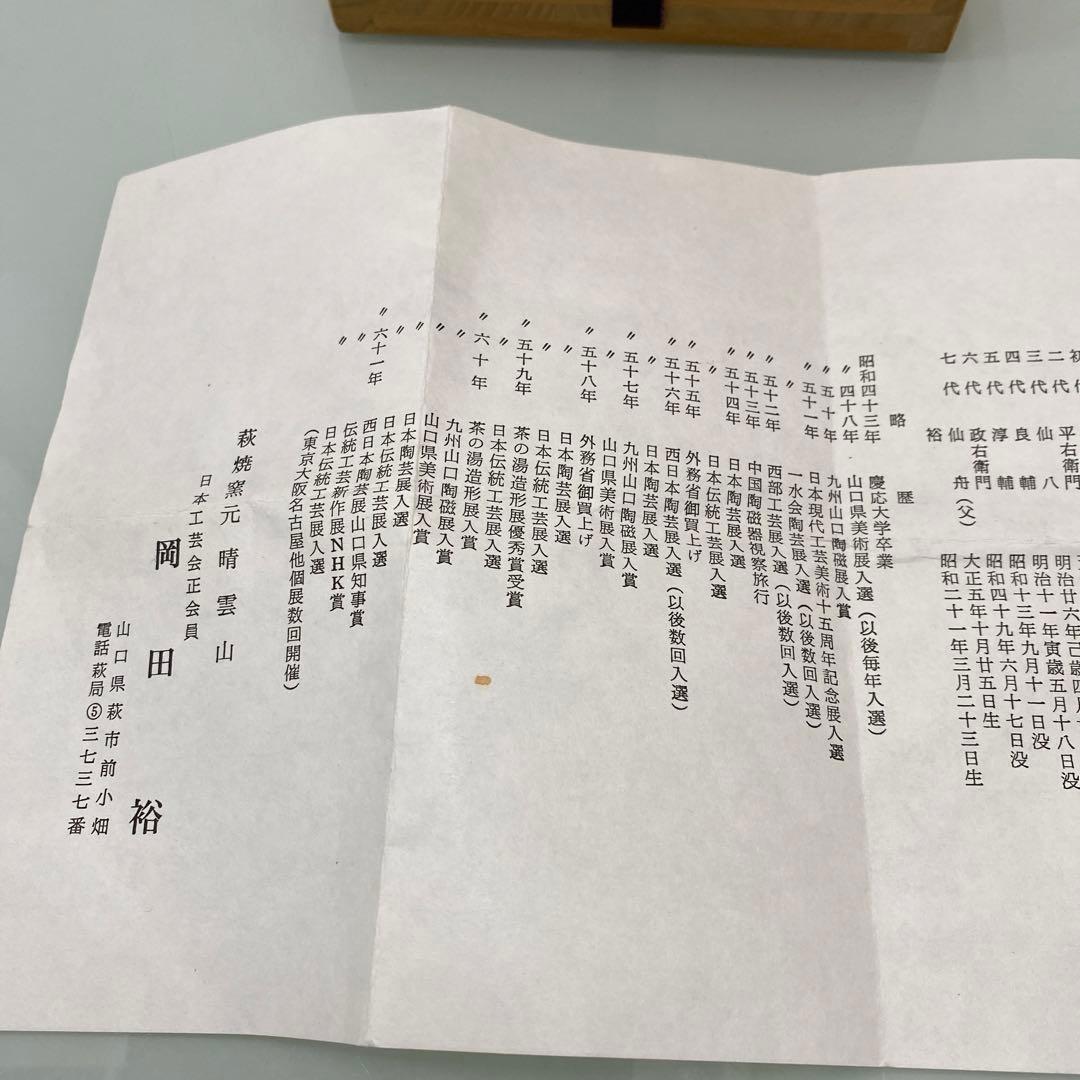 初代 平右衛門
二代 仙八 明治廿六年己歳四月
三代 良輔 明治十一年寅歳五月十八日没
四代 淳輔 昭和十三年九月十一日没
五代 政右衛門 昭和四十九年六月十七日没
六代 仙舟(父) 大正五年十月廿五日生
七代 裕 昭和二十一年三月二十三日生
略歴
昭和四十三年 慶応大学卒業
〃四十八年 山口県美術展入選(以後毎年入選)
〃五十年 九州山口陶磁展入賞
〃五十一年 日本現代工芸美術十五周年記念展入選
〃 一水会陶芸展入選(以後数回入選)
〃五十二年 西部工芸展入選(以後数回入選)
〃五十三年 中国陶磁器視察旅行
〃五十四年 日本陶芸展入選
〃 日本伝統工芸展入選
〃五十五年 外務省御買上げ
〃五十六年 西日本陶芸展入選(以後数回入選)
〃 日本陶芸展入選
〃五十七年 九州山口陶磁展入賞
山口県美術展入賞
〃五十八年 外務省御買上げ
〃 日本陶芸展入選
〃 日本伝統工芸展入選
〃五十九年 茶の湯造形展優秀賞受賞
〃 日本伝統工芸展入選
〃六十年 茶の湯造形展入賞
〃 九州山口陶磁展入賞
〃 山口県美術展入賞
〃 日本陶芸展入選
〃 日本伝統工芸展入選
〃六十一年 西日本陶芸展山口県知事賞
〃 伝統工芸新作展NHK賞
〃 日本伝統工芸展入選
(東京大阪名古屋他個展数回開催)
萩焼窯元 晴雲山
日本工芸会正会員
岡田裕
山口県萩市前小畑
電話萩局⑤三七三七番